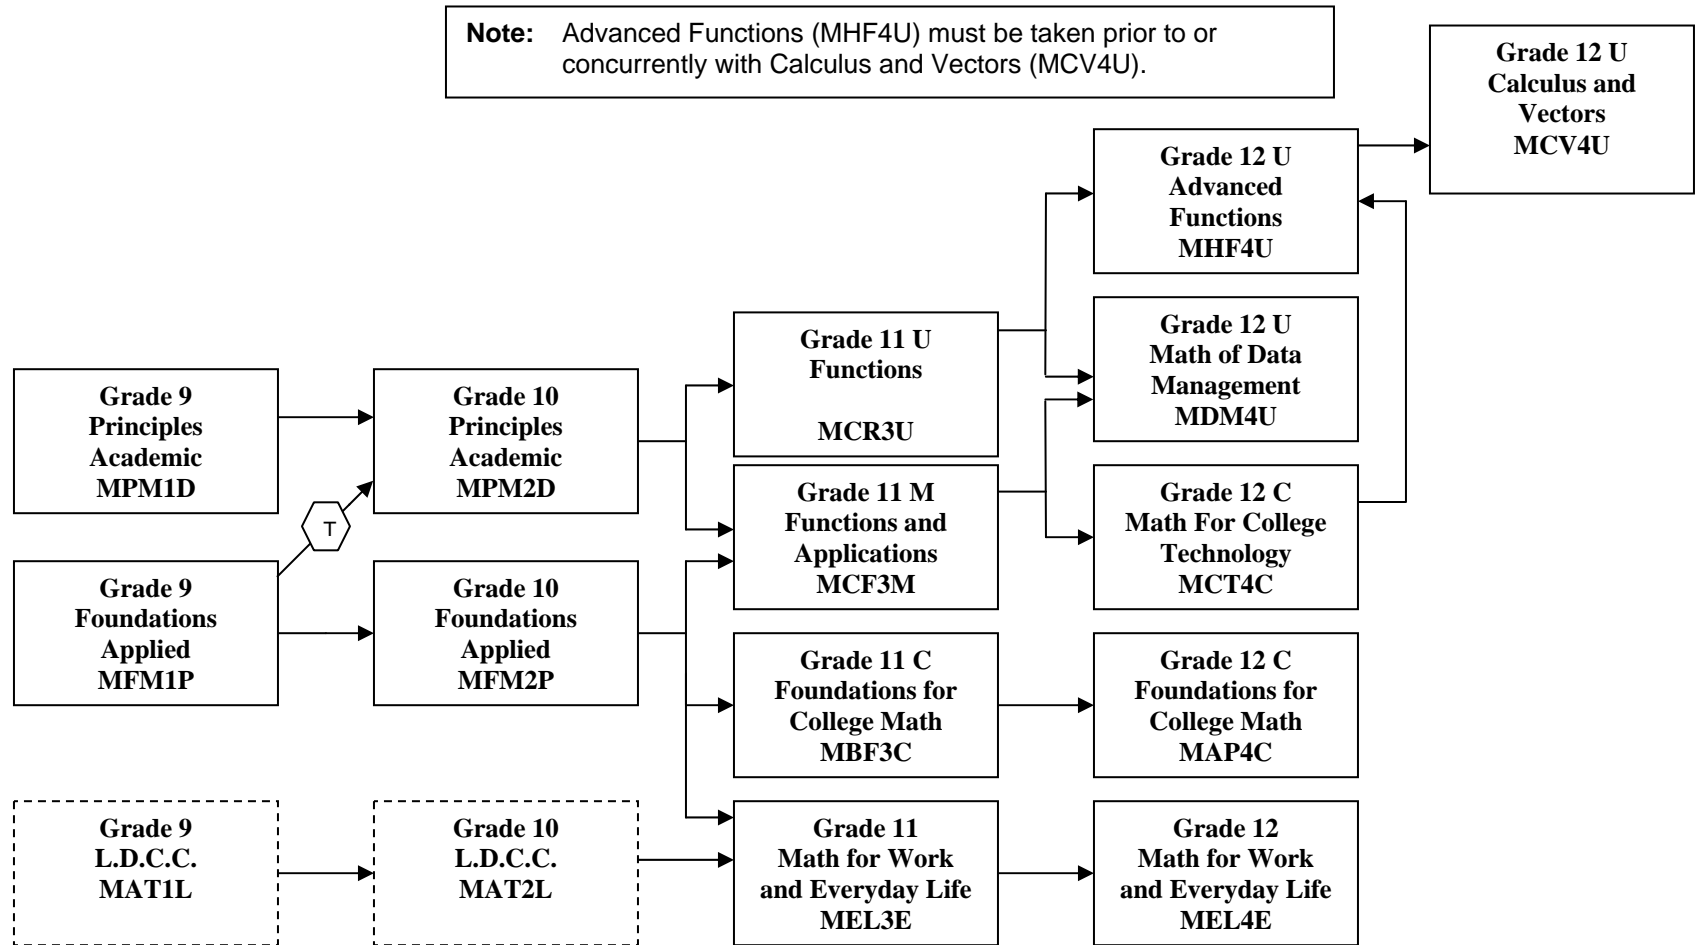 Note: Advanced Functions (MHF4U) must be taken prior to or
concurrently with Calculus and Vectors (MCV4U).
Grade 12 U
Calculus and
Vectors
MCV4U
Grade 12 U
Advanced
Functions
MHF4U
Grade 11 U
Functions
MCR3U
Grade 12 U
Math of Data
Management
MDM4U
Grade 9
Principles
Academic
MPM1D
Grade 10
Principles
Academic
MPM2D
T
Grade 11 M
Functions and
Applications
MCF3M
Grade 12 C
Math For College
Technology
MCT4C
Grade 9
Foundations
Applied
MFM1P
Grade 10
Foundations
Applied
MFM2P
Grade 11 C
Foundations for
College Math
MBF3C
Grade 12 C
Foundations for
College Math
MAP4C
Grade 9
L.D.C.C.
MAT1L
Grade 10
L.D.C.C.
MAT2L
Grade 11
Math for Work
and Everyday Life
MEL3E
Grade 12
Math for Work
and Everyday Life
MEL4E